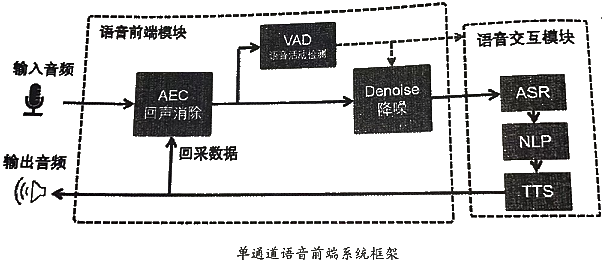 语音前端模块
VAD
语音活动检测
语音交互模块
输入音频
AEC
回声消除
Denoise
降噪
ASR
回采数据
NLP
输出音频
TTS
单通道语音前端系统框架